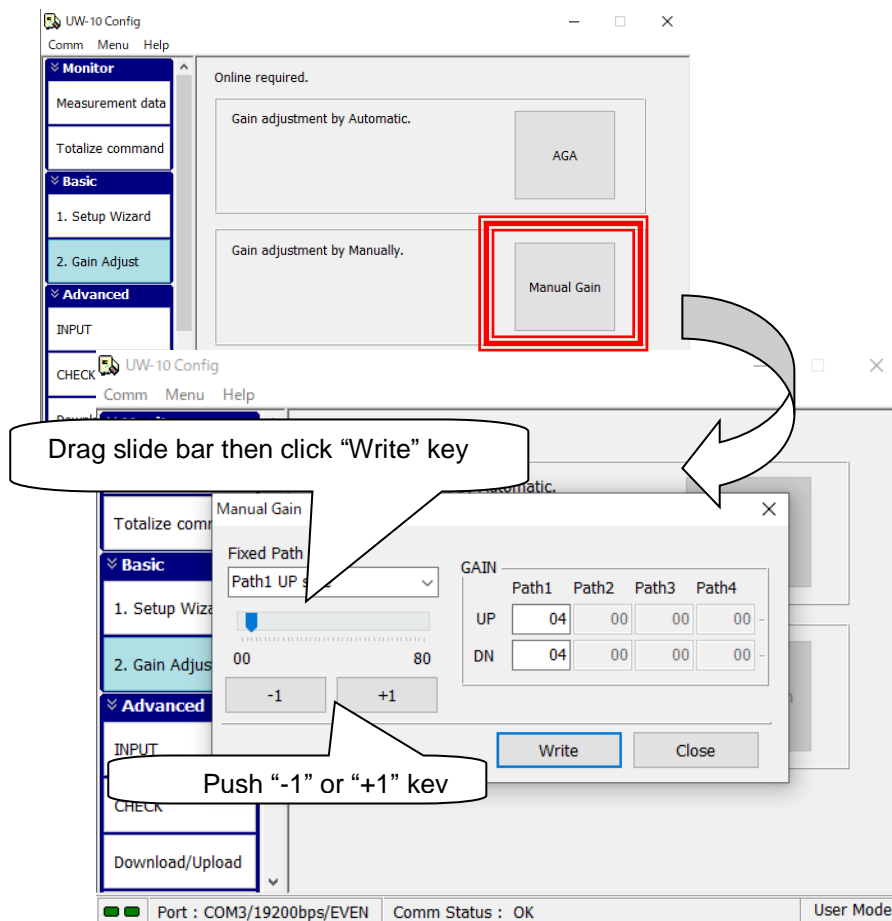 UW-10 Config
Comm Menu Help
Monitor
Measurement data
Totalize command
Basic
1. Setup Wizard
2. Gain Adjust
Advanced
INPUT
CHECK
Online required.
Gain adjustment by Automatic.
AGA
Gain adjustment by Manually.
Manual Gain
UW-10 Config
Comm Menu Help
Drag slide bar then click “Write” key
Totalize
Basic
1. Setup
2. Gain
Advanced
INPUT
CHECK
Download/Upload
Manual Gain
Fixed Path
Path1 UP
00 80
-1 +1
GAIN
Path1 Path2 Path3 Path4
UP 04 00 00 00 -
DN 04 00 00 00 -
Write Close
Push “-1” or “+1” key
Port : COM3/19200bps/EVEN Comm Status : OK User Mode